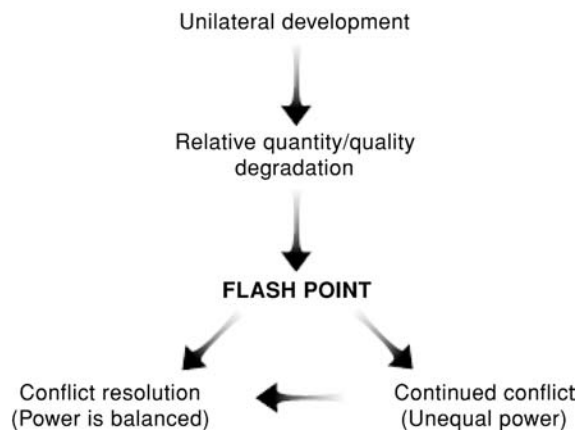 Unilateral development
Relative quantity/quality
degradation
FLASH POINT
Conflict resolution
(Power is balanced)
Continued conflict
(Unequal power)